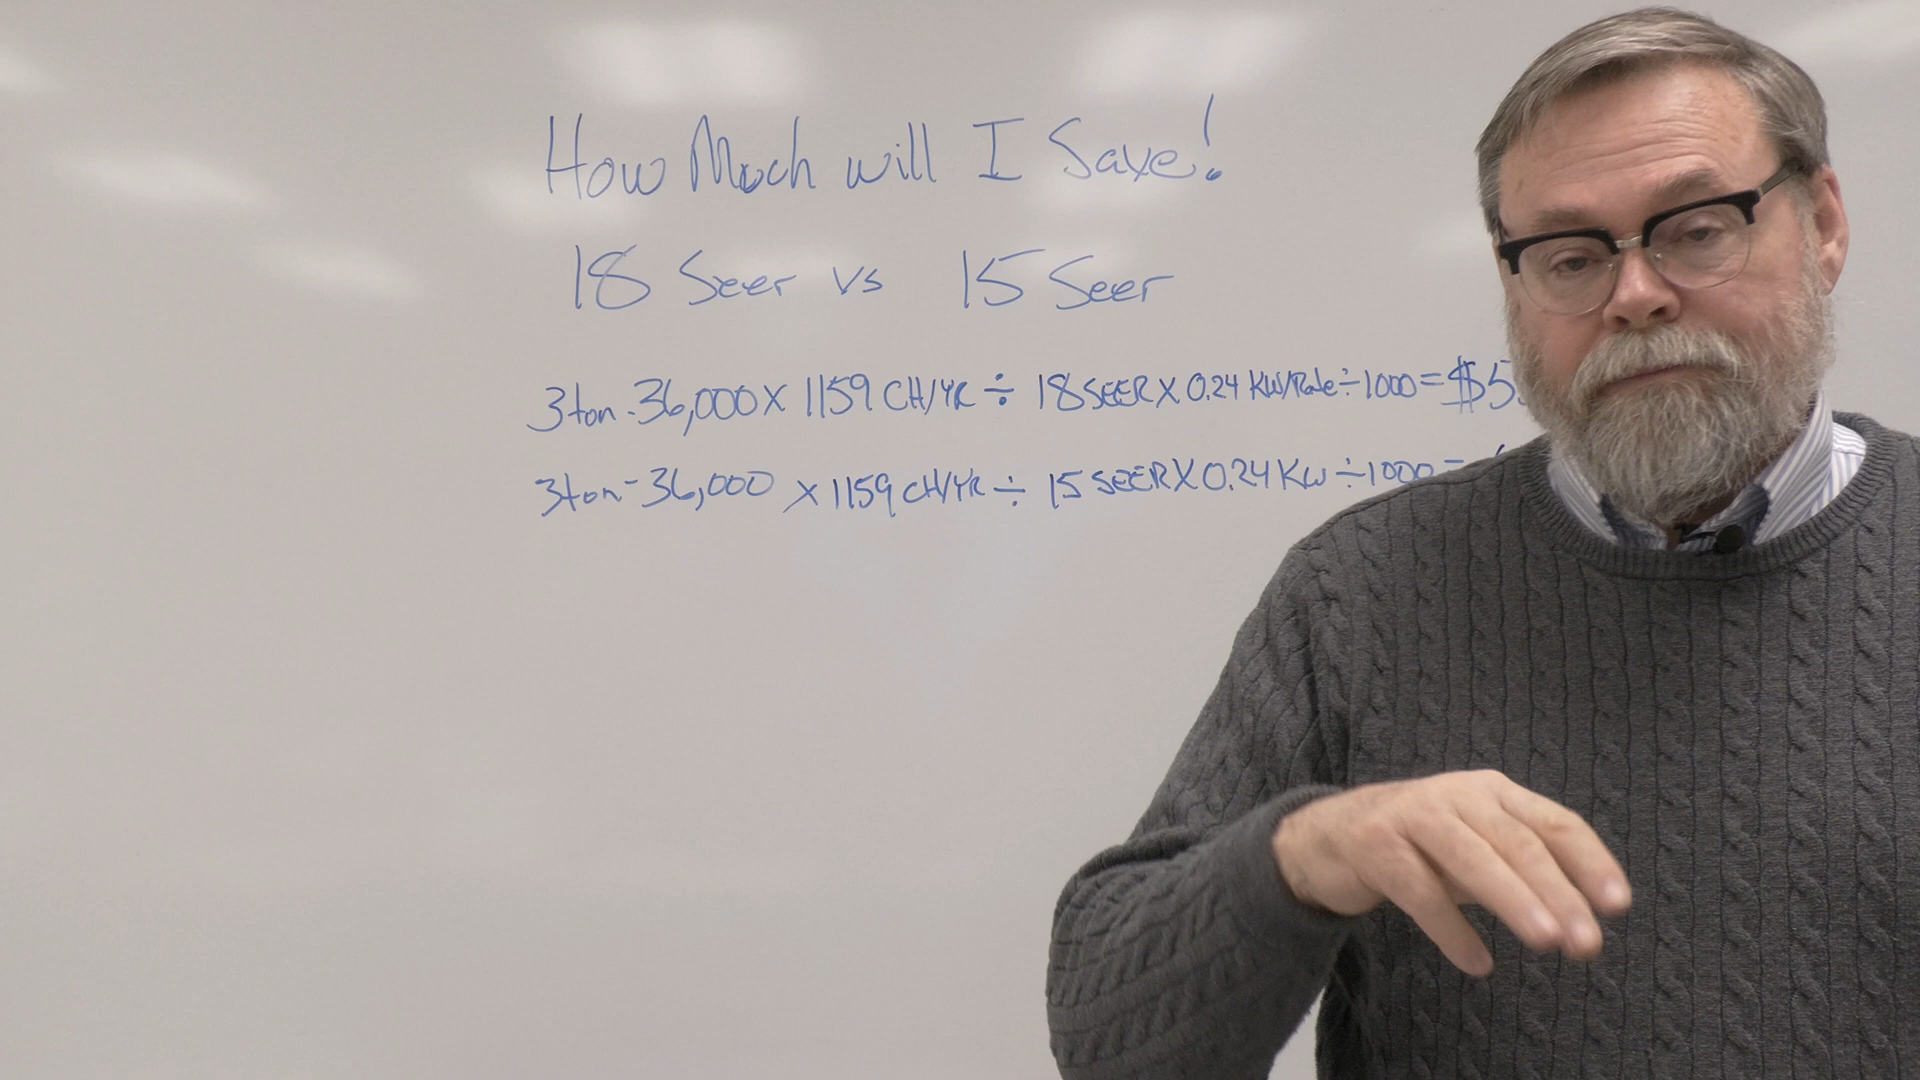 How Much will I Save!
18 Seer vs 15 Seer
3ton - 36,000 X 1159 CH/YR ÷ 18 SEER X 0.24 KW/Rate ÷ 1000 = $5
3ton - 36,000 X 1159 CH/YR ÷ 15 SEER X 0.24 KW ÷ 1000 =